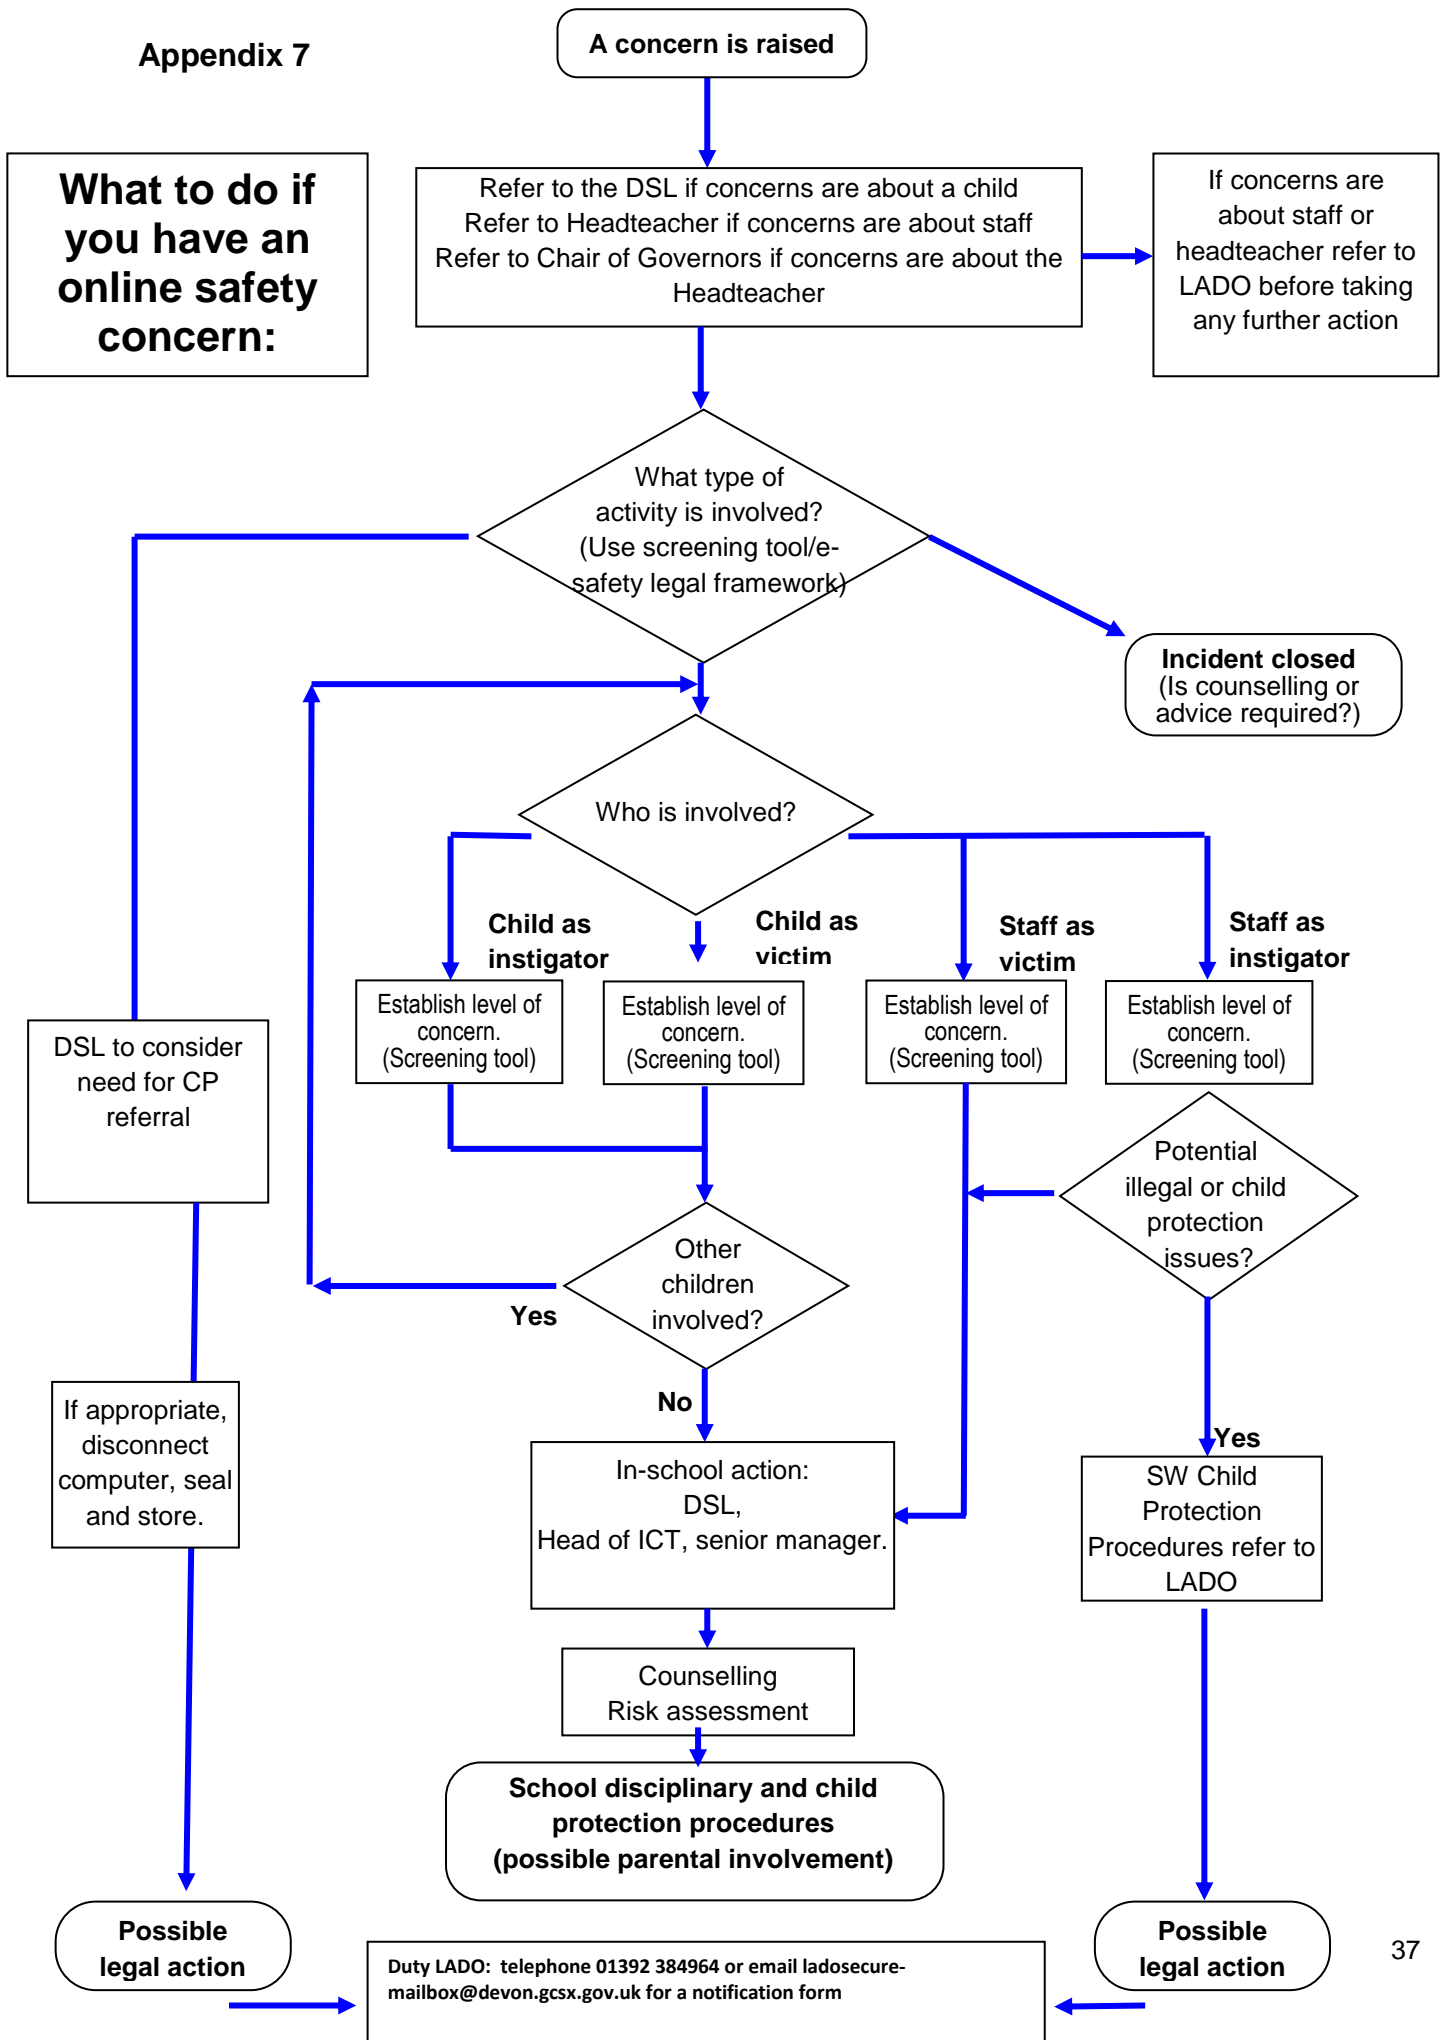 Appendix 7
A concern is raised
What to do if
you have an
online safety
concern:
Refer to the DSL if concerns are about a child
Refer to Headteacher if concerns are about staff
Refer to Chair of Governors if concerns are about the
Headteacher
If concerns are
about staff or
headteacher refer to
LADO before taking
any further action
What type of
activity is involved?
(Use screening tool/e-
safety legal framework)
Incident closed
(Is counselling or
advice required?)
Who is involved?
Child as
instigator
Child as
victim
Staff as
victim
Staff as
instigator
Establish level of
concern.
(Screening tool)
Establish level of
concern.
(Screening tool)
Establish level of
concern.
(Screening tool)
Establish level of
concern.
(Screening tool)
DSL to consider
need for CP
referral
Potential
illegal or child
protection
issues?
Other
children
involved?
Yes
No
Yes
If appropriate,
disconnect
computer, seal
and store.
In-school action:
DSL,
Head of ICT, senior manager.
SW Child
Protection
Procedures refer to
LADO
Counselling
Risk assessment
School disciplinary and child
protection procedures
(possible parental involvement)
Possible
legal action
Possible
legal action
Duty LADO: telephone 01392 384964 or email ladosecure-
mailbox@devon.gcsx.gov.uk for a notification form
37